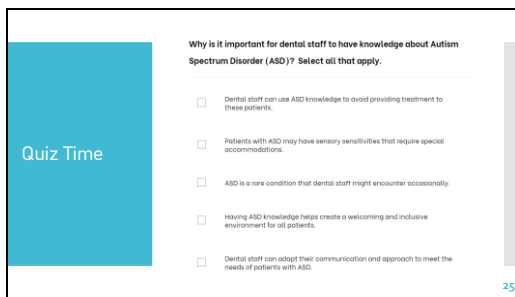 Why is it important for dental staff to have knowledge about Autism
Spectrum Disorder (ASD)? Select all that apply.
Quiz Time
Dental staff can use ASD knowledge to avoid providing treatment to
these patients.
Patients with ASD may have sensory sensitivities that require special
accommodations.
ASD is a rare condition that dental staff might encounter occasionally.
Having ASD knowledge helps create a welcoming and inclusive
environment for all patients.
Dental staff can adapt their communication and approach to meet the
needs of patients with ASD.
25